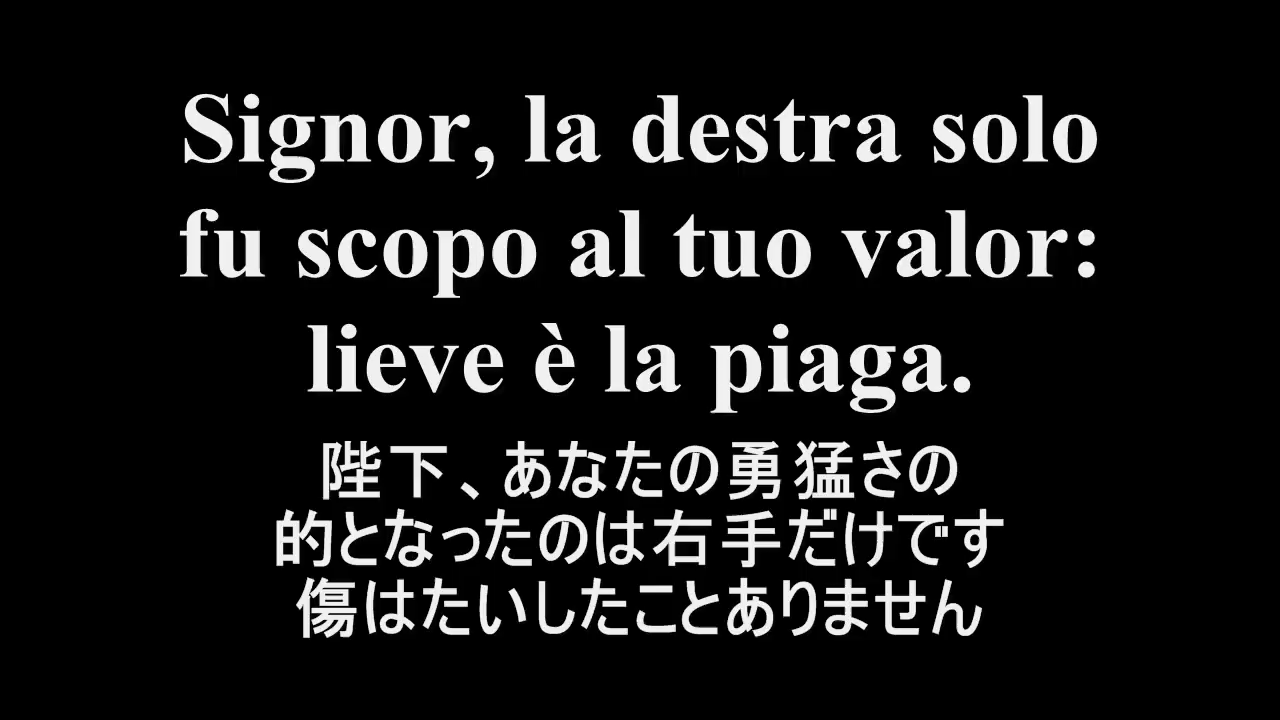 Signor, la destra solo
fu scopo al tuo valor:
lieve è la piaga.
陛下、あなたの勇猛さの
的となったのは右手だけです
傷はたいしたことありません